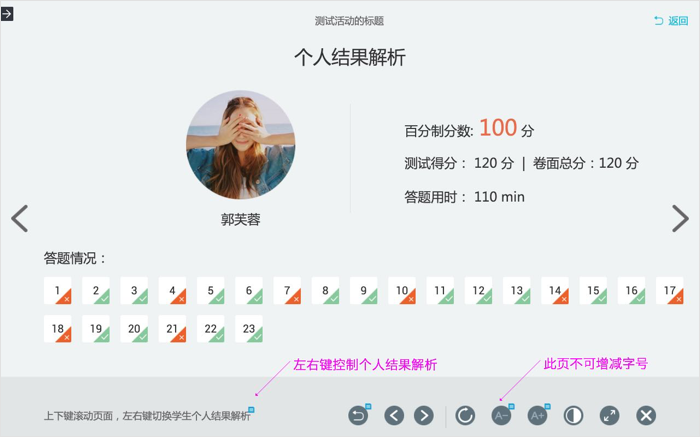 测试活动的标题
返回
个人结果解析
百分制分数: 100 分
测试得分： 120 分 | 卷面总分：120 分
答题用时： 110 min
郭芙蓉
答题情况：
1 2 3 4 5 6 7 8 9 10 11 12 13 14 15 16 17
18 19 20 21 22 23
左右键控制个人结果解析
此页不可增减字号
上下键滚动页面，左右键切换学生个人结果解析
A- A+